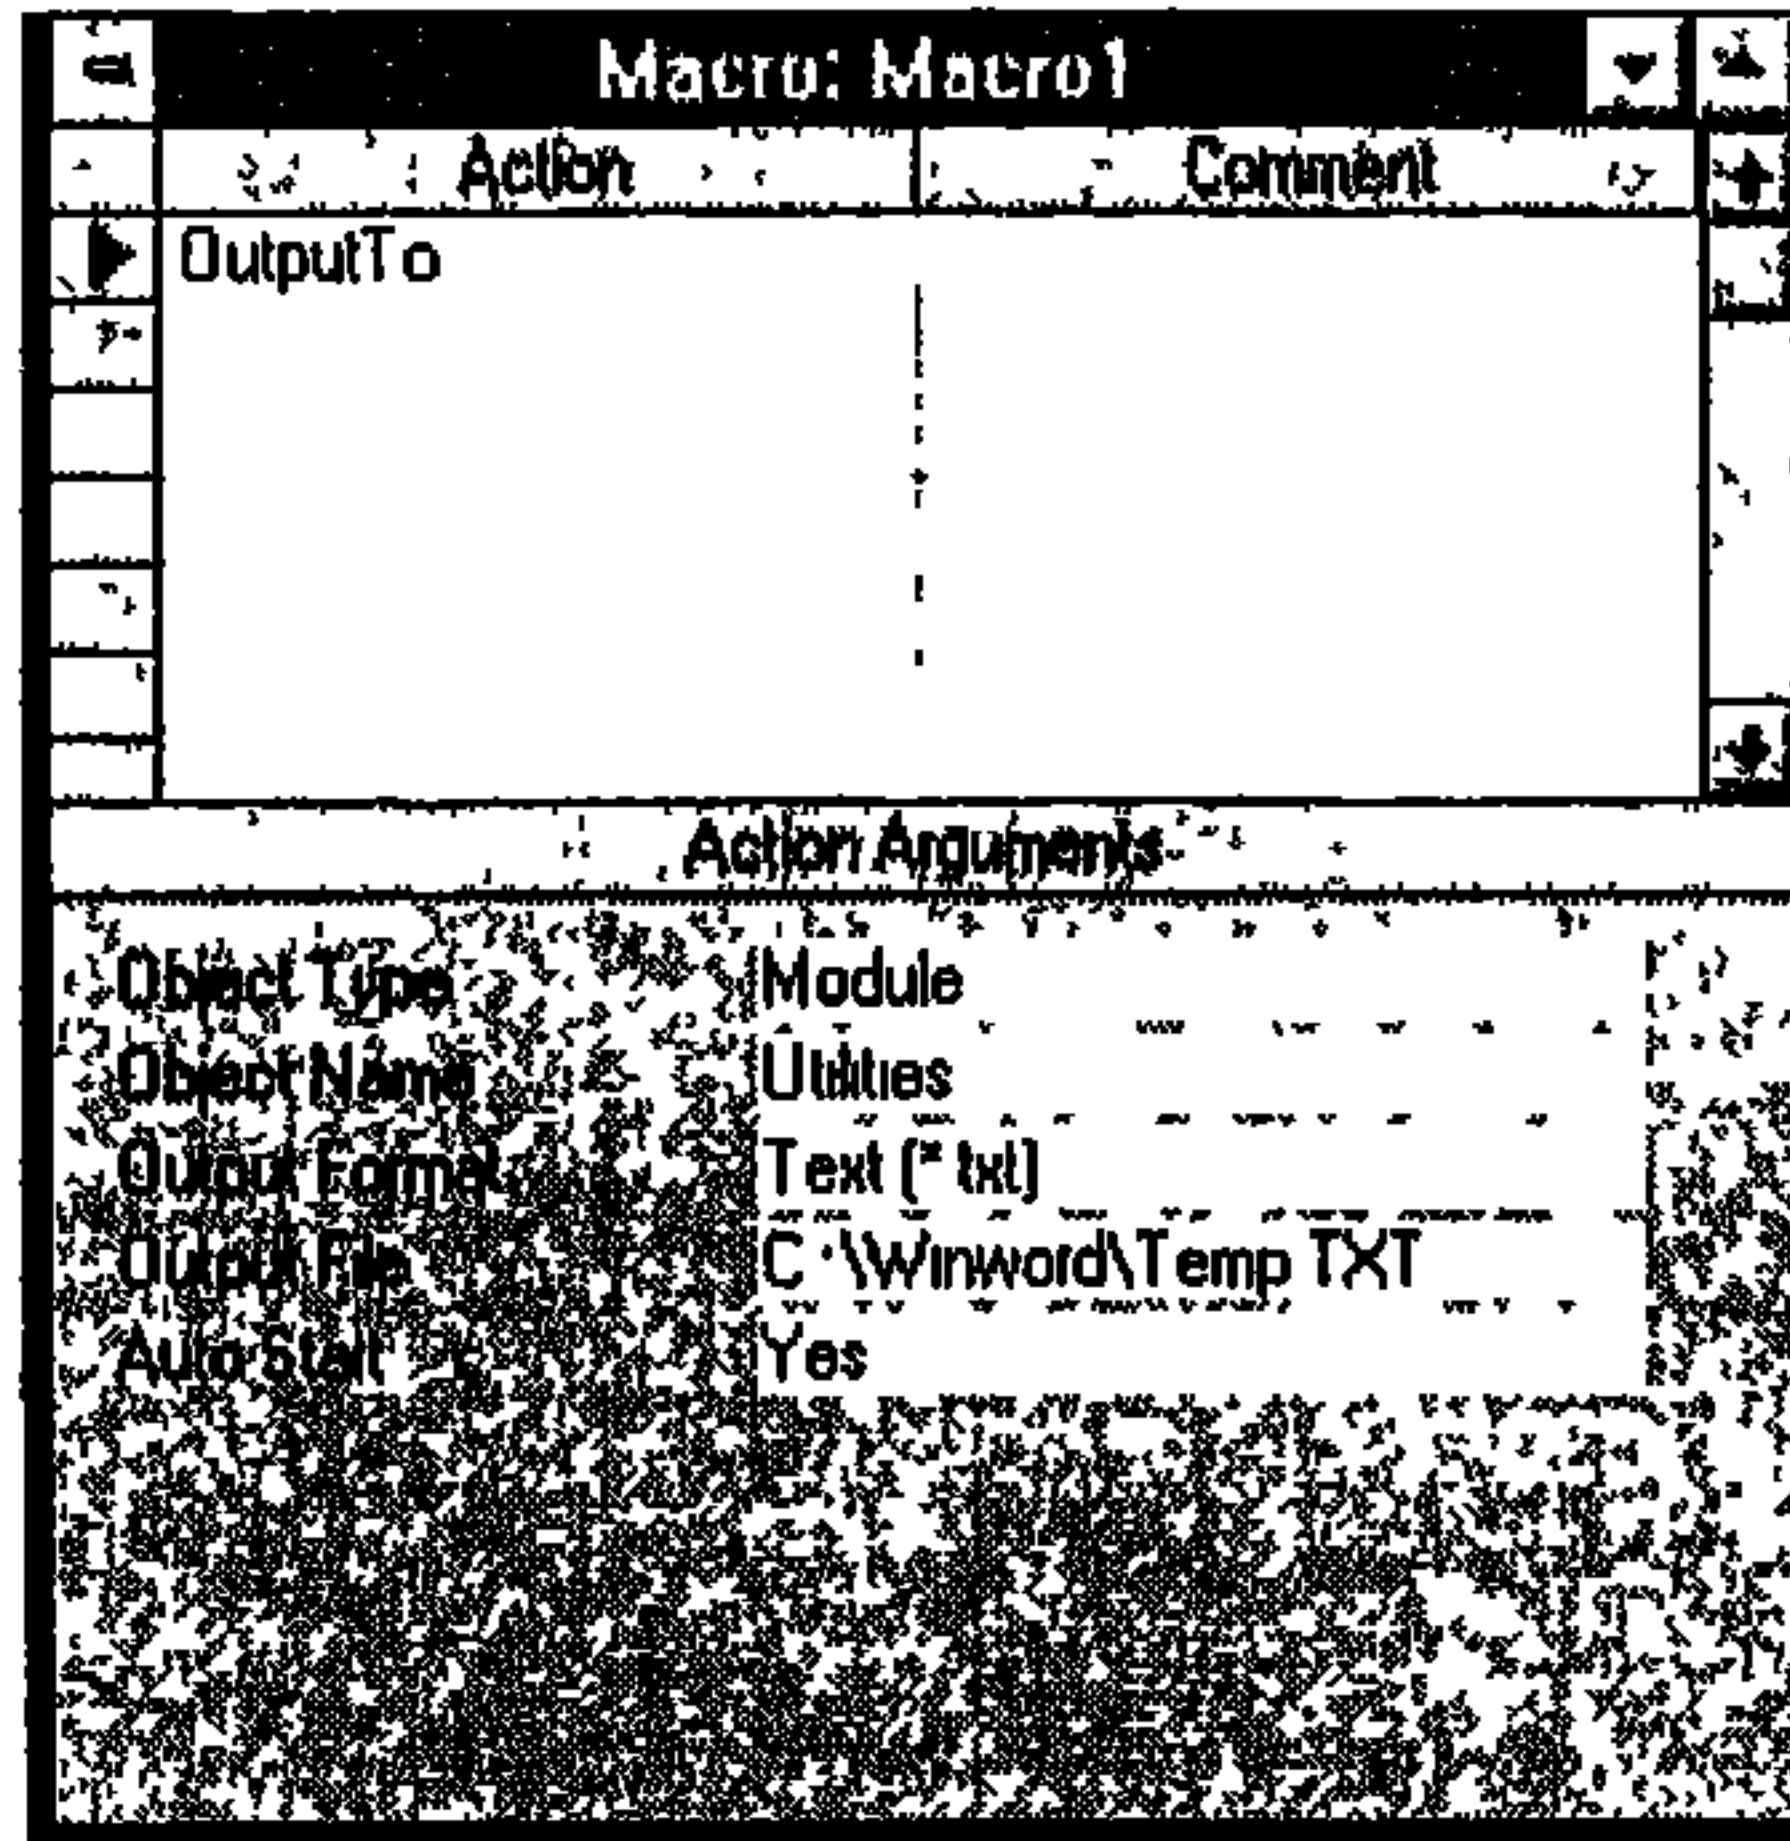 Macro: Macro1
Action Comment
OutputTo
Action Arguments
Object Type Module
Object Name Utilities
Output Format Text (* txt)
Output File C:\Winword\Temp TXT
Auto Start Yes